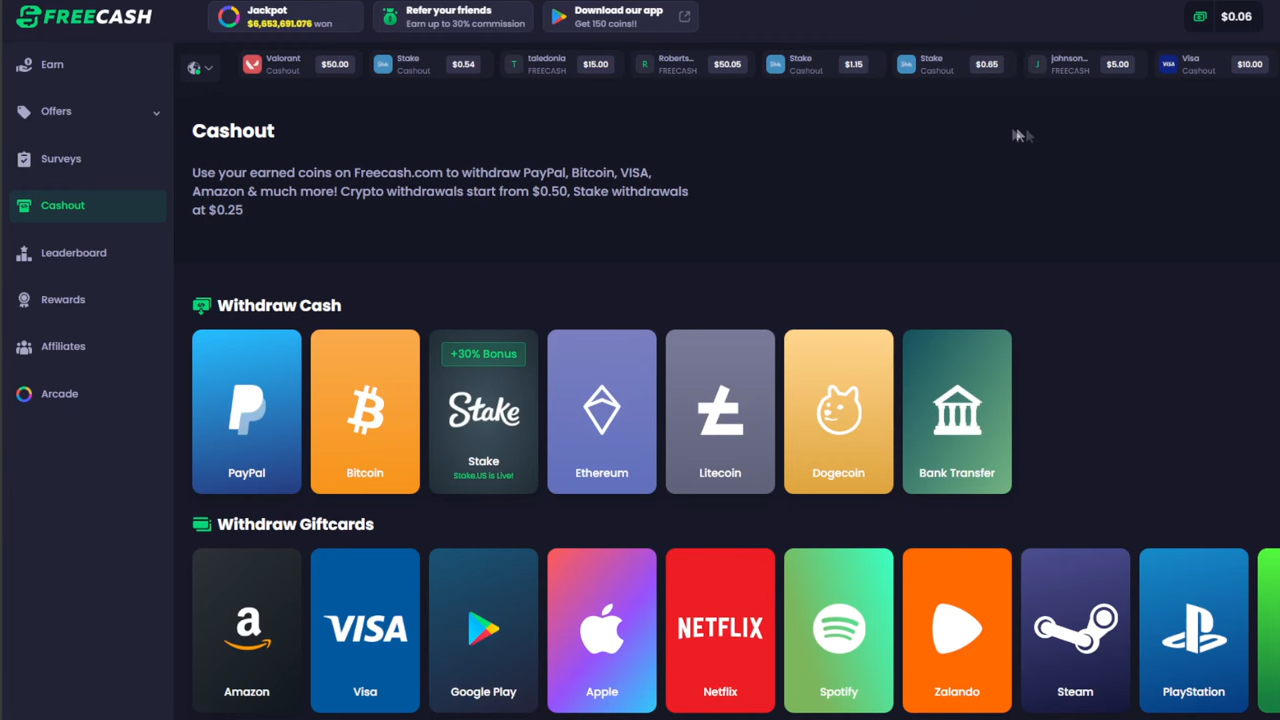 FREECASH
Jackpot
$6,653,691.076 won
Refer your friends
Earn up to 30% commission
Download our app
Get 150 coins!!
$0.06
Valorant
Cashout
$50.00
Stake
Cashout
$0.54
T
taledonia
FREECASH
$15.00
R
Roberts...
FREECASH
$50.05
Stake
Cashout
$1.15
Stake
Cashout
$0.65
J
johnson...
FREECASH
$5.00
VISA
Visa
Cashout
$10.00
Earn
Offers
Surveys
Cashout
Leaderboard
Rewards
Affiliates
Arcade
Cashout
Use your earned coins on Freecash.com to withdraw PayPal, Bitcoin, VISA,
Amazon & much more! Crypto withdrawals start from $0.50, Stake withdrawals
at $0.25
Withdraw Cash
PayPal
Bitcoin
+30% Bonus
Stake
Stake
Stake.US is Live!
Ethereum
Litecoin
Dogecoin
Bank Transfer
Withdraw Giftcards
a
Amazon
VISA
Visa
Google Play
Apple
NETFLIX
Netflix
Spotify
Zalando
Steam
PlayStation